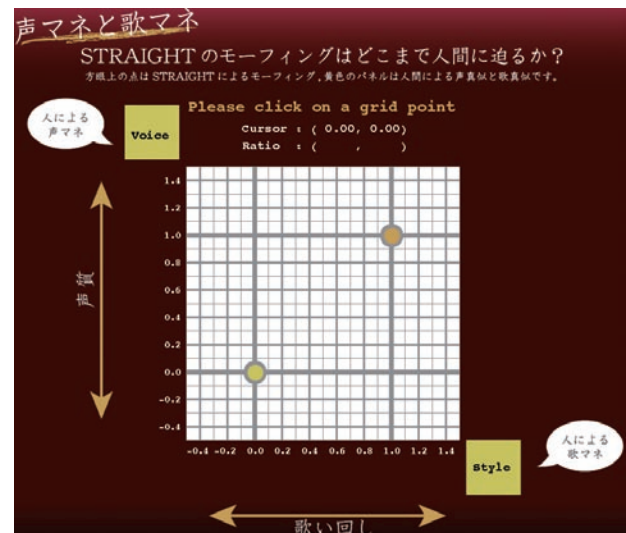 声マネと歌マネ
STRAIGHTのモーフィングはどこまで人間に迫るか？
方眼上の点はSTRAIGHTによるモーフィング，黄色のパネルは人間による声真似と歌真似です。
人による
声マネ
Voice
Please click on a grid point
Cursor : ( 0.00, 0.00)
Ratio : ( , )
1.4
1.2
1.0
0.8
0.6
0.4
0.2
0.0
-0.2
-0.4
声質
-0.4 -0.2 0.0 0.2 0.4 0.6 0.8 1.0 1.2 1.4
Style
人による
歌マネ
歌い回し